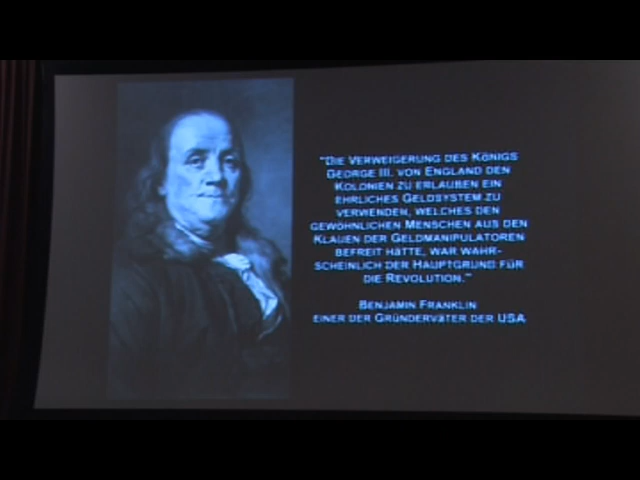 "Die Verweigerung des Königs
George III. von England den
Kolonien zu erlauben ein
ehrliches Geldsystem zu
verwenden, welches den
gewöhnlichen Menschen aus den
Klauen der Geldmanipulatoren
befreit hätte, war wahr-
scheinlich der Hauptgrund für
die Revolution."
Benjamin Franklin
einer der Gründerväter der USA